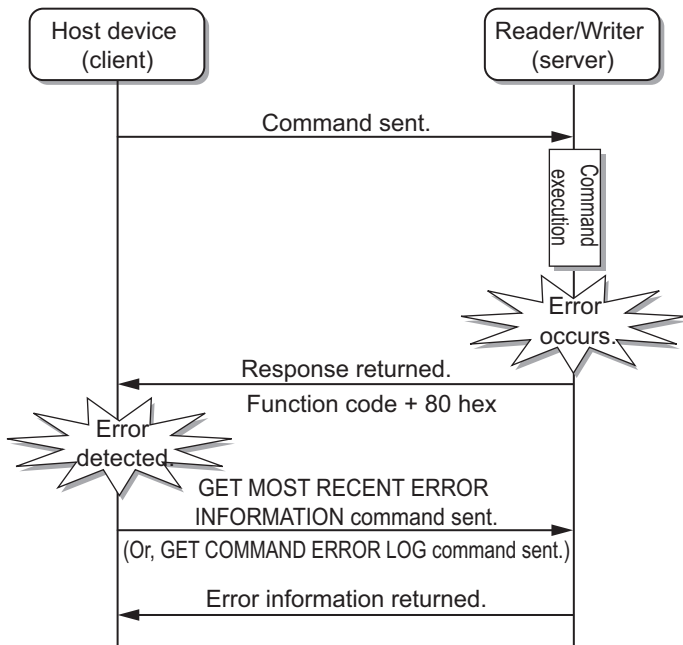 Host device
(client)
Reader/Writer
(server)
Command sent.
Command
execution
Error
occurs.
Response returned.
Function code + 80 hex
Error
detected.
GET MOST RECENT ERROR
INFORMATION command sent.
(Or, GET COMMAND ERROR LOG command sent.)
Error information returned.